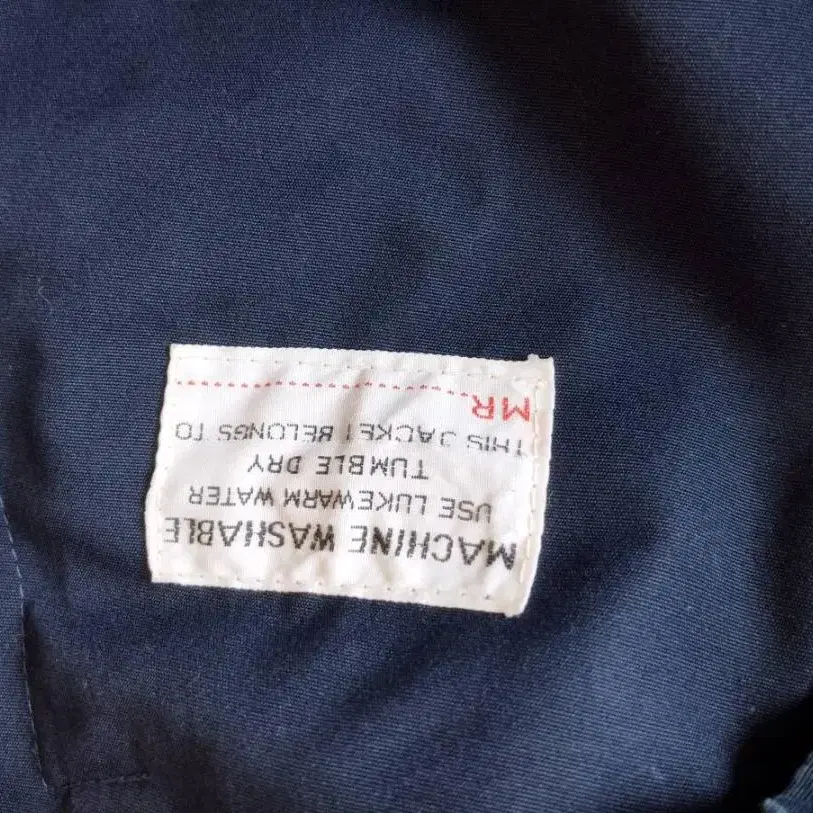 MACHINE WASHABLE
USE LUKEWARM WATER
TUMBLE DRY
THIS JACKET BELONGS TO
MR